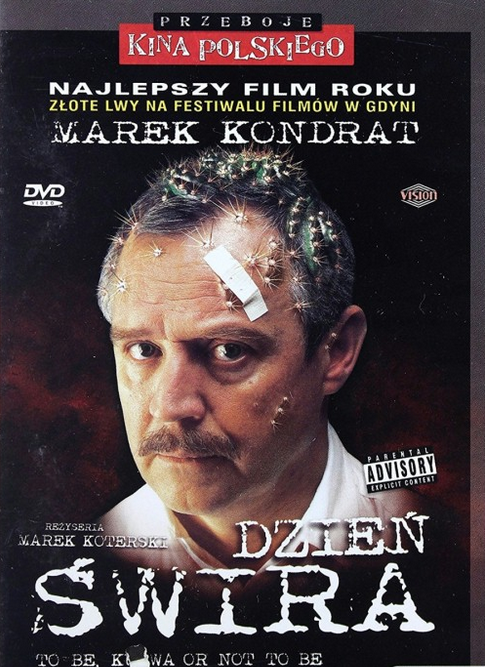 PRZEBOJE
KINA POLSKIEGO
NAJLEPSZY FILM ROKU
ZŁOTE LWY NA FESTIWALU FILMÓW W GDYNI
MAREK KONDRAT
DVD
VIDEO
VISION
PARENTAL
ADVISORY
EXPLICIT CONTENT
REŻYSERIA
MAREK KOTERSKI
DZIEŃ
ŚWIRA
TO BE, K WA OR NOT TO BE